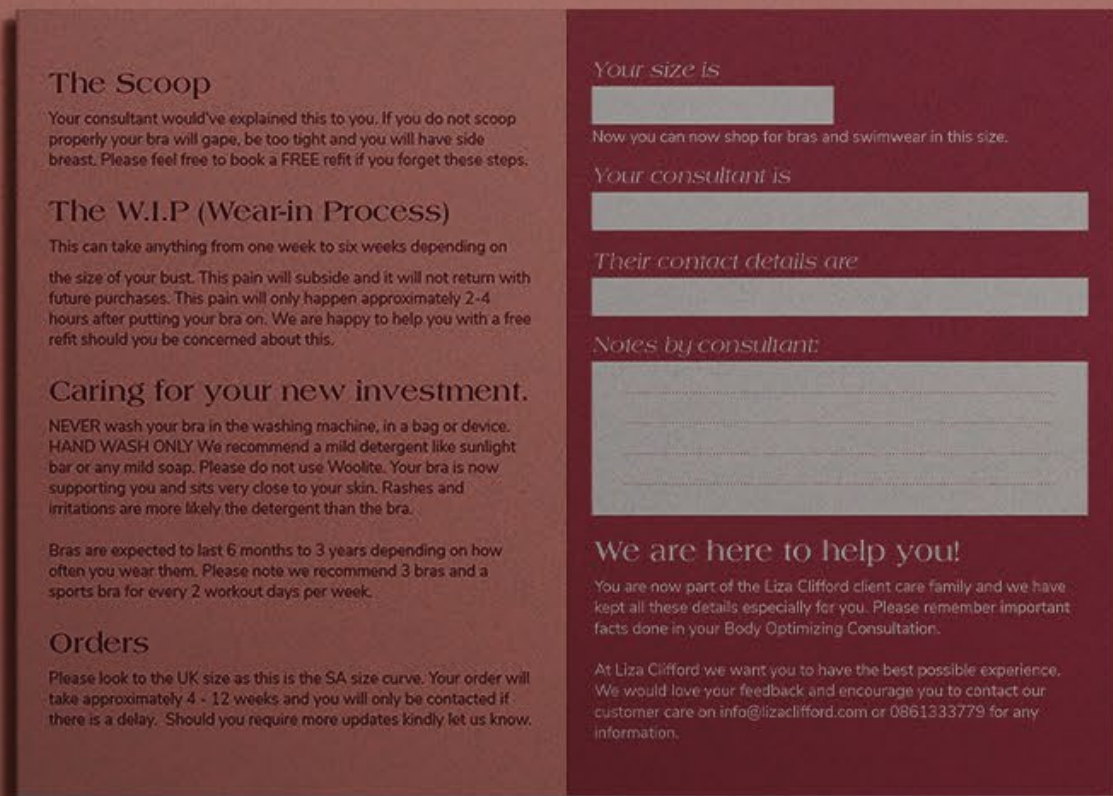 The Scoop
Your consultant would've explained this to you. If you do not scoop
properly your bra will gape, be too tight and you will have side
breast. Please feel free to book a FREE refit if you forget these steps.
The W.I.P (Wear-in Process)
This can take anything from one week to six weeks depending on
the size of your bust. This pain will subside and it will not return with
future purchases. This pain will only happen approximately 2-4
hours after putting your bra on. We are happy to help you with a free
refit should you be concerned about this.
Caring for your new investment.
NEVER wash your bra in the washing machine, in a bag or device.
HAND WASH ONLY We recommend a mild detergent like sunlight
bar or any mild soap. Please do not use Woolite. Your bra is now
supporting you and sits very close to your skin. Rashes and
irritations are more likely the detergent than the bra.
Bras are expected to last 6 months to 3 years depending on how
often you wear them. Please note we recommend 3 bras and a
sports bra for every 2 workout days per week.
Orders
Please look to the UK size as this is the SA size curve. Your order will
take approximately 4 - 12 weeks and you will only be contacted if
there is a delay. Should you require more updates kindly let us know.
Your size is
Now you can now shop for bras and swimwear in this size.
Your consultant is
Their contact details are
Notes by consultant:
We are here to help you!
You are now part of the Liza Clifford client care family and we have
kept all these details especially for you. Please remember important
facts done in your Body Optimizing Consultation.
At Liza Clifford we want you to have the best possible experience.
We would love your feedback and encourage you to contact our
customer care on info@lizaclifford.com or 0861333779 for any
information.